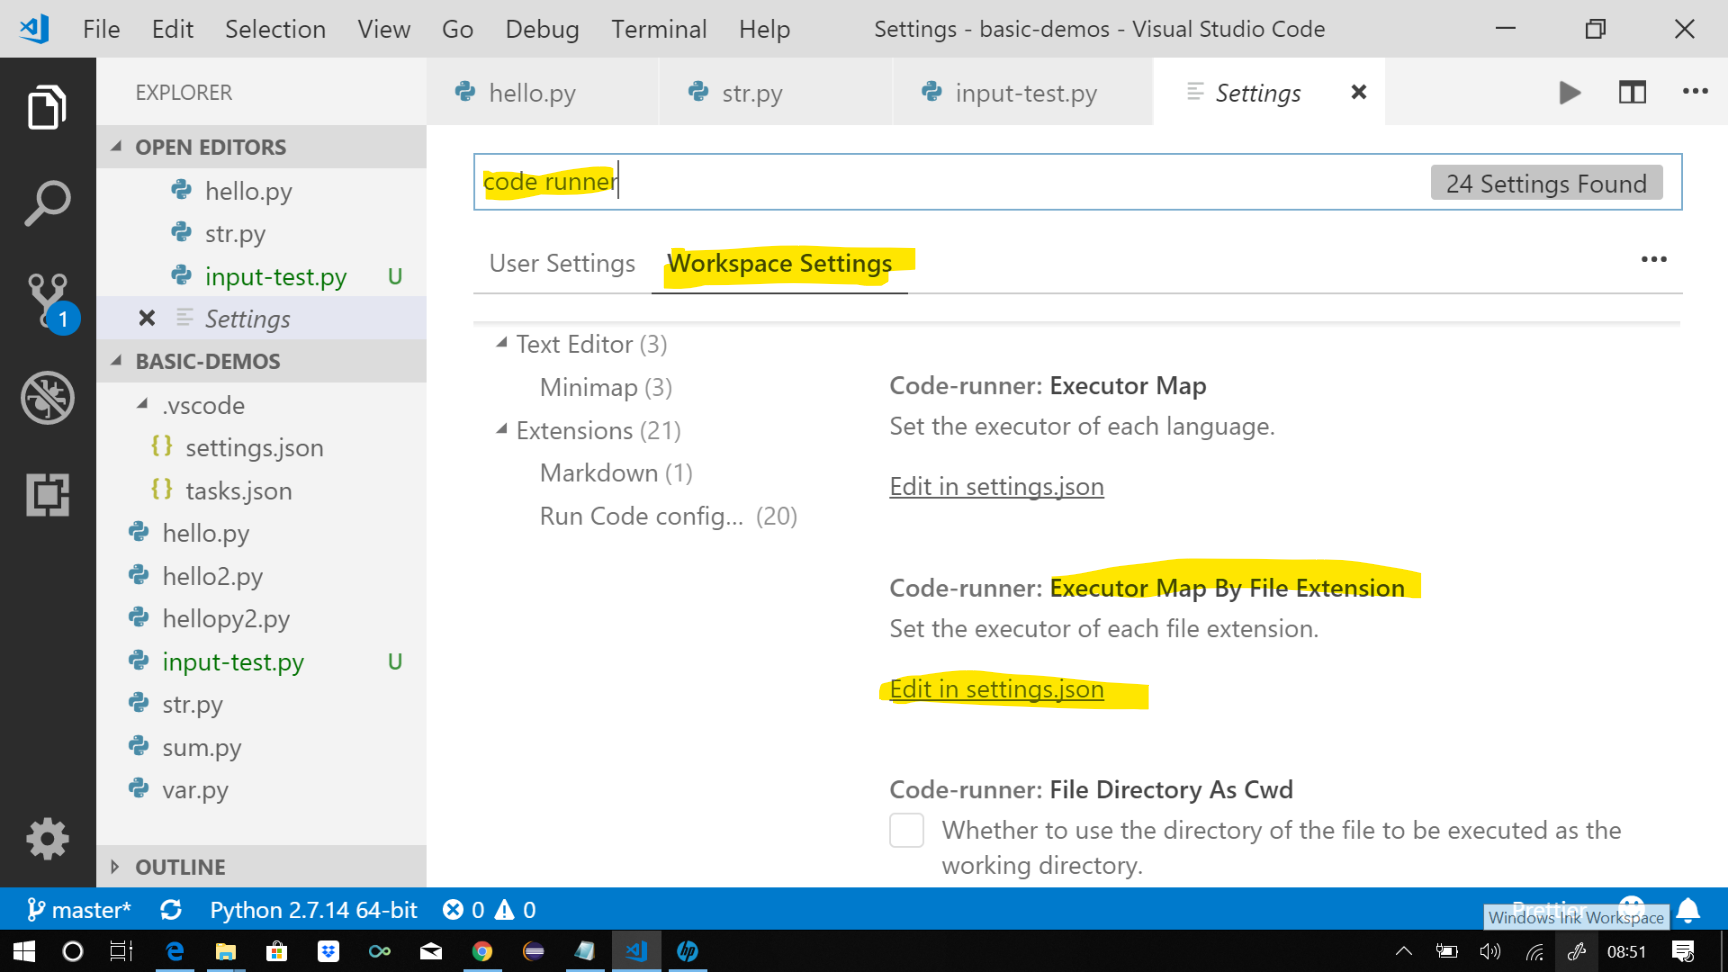 File Edit Selection View Go Debug Terminal Help Settings - basic-demos - Visual Studio Code
EXPLORER
hello.py str.py input-test.py Settings
OPEN EDITORS
hello.py
str.py
input-test.py U
Settings
BASIC-DEMOS
.vscode
{} settings.json
{} tasks.json
hello.py
hello2.py
hellopy2.py
input-test.py U
str.py
sum.py
var.py
OUTLINE
1
code runner 24 Settings Found
User Settings Workspace Settings
Text Editor (3)
Minimap (3)
Extensions (21)
Markdown (1)
Run Code config... (20)
Code-runner: Executor Map
Set the executor of each language.
Edit in settings.json
Code-runner: Executor Map By File Extension
Set the executor of each file extension.
Edit in settings.json
Code-runner: File Directory As Cwd
Whether to use the directory of the file to be executed as the
working directory.
master* Python 2.7.14 64-bit 0 0 Prettier
Windows Ink Workspace
08:51